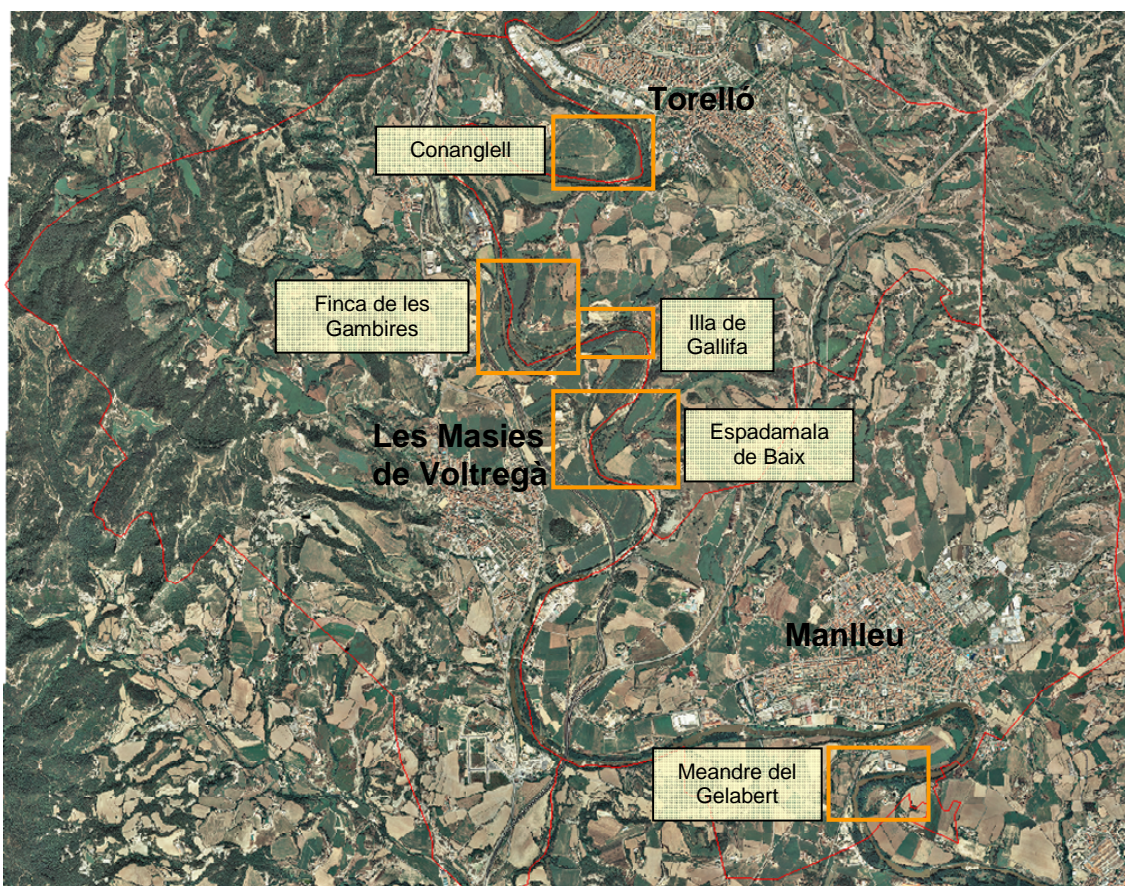 Torelló
Conanglell
Finca de les
Gambires
Illa de
Gallifa
Les Masies
de Voltregà
Espadamala
de Baix
Manlleu
Meandre del
Gelabert